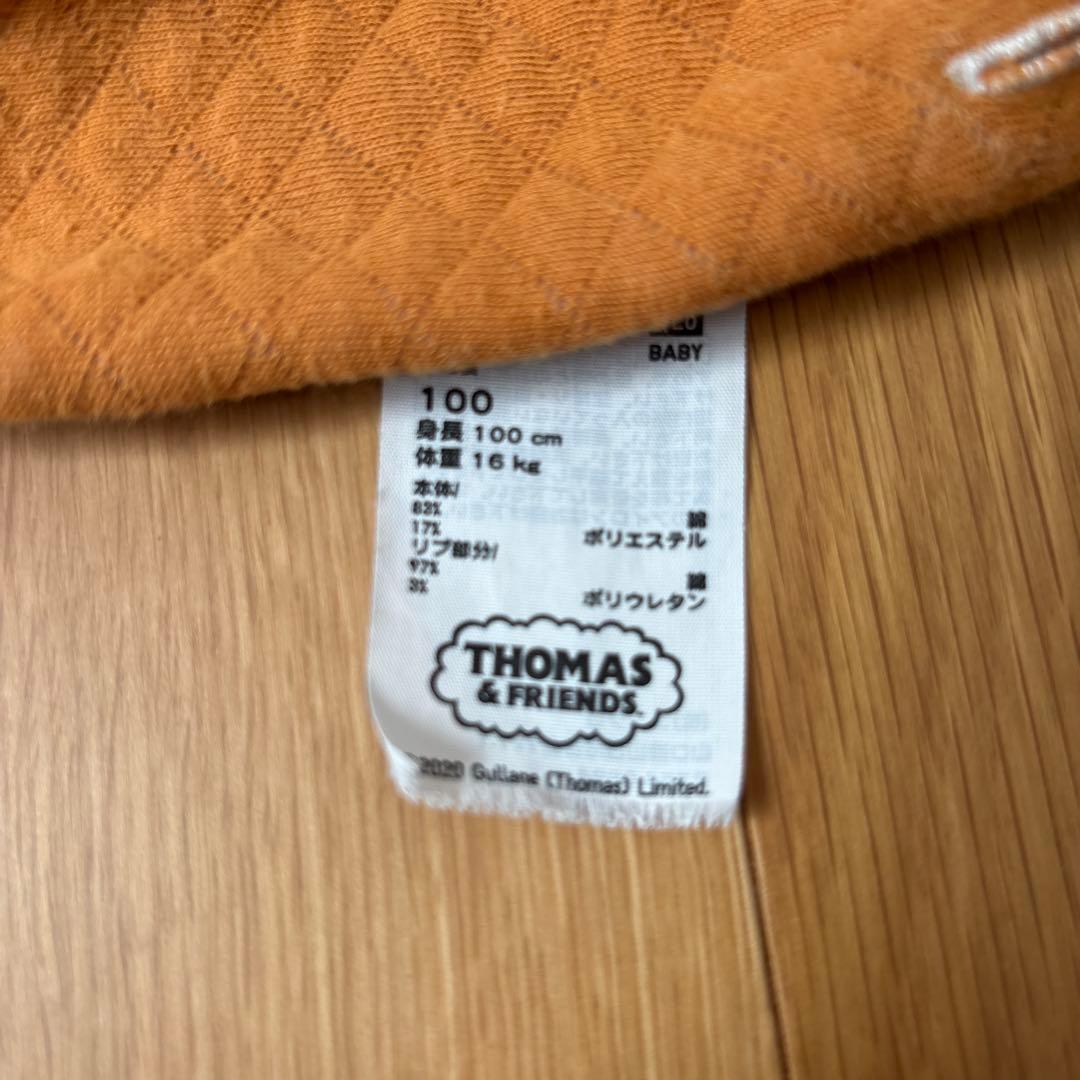 BABY
100
身長 100 cm
体重 16 kg
本体/
83% 綿
17% ポリエステル
リブ部分/
97% 綿
3% ポリウレタン
THOMAS
& FRIENDS
©2020 Gullane (Thomas) Limited.